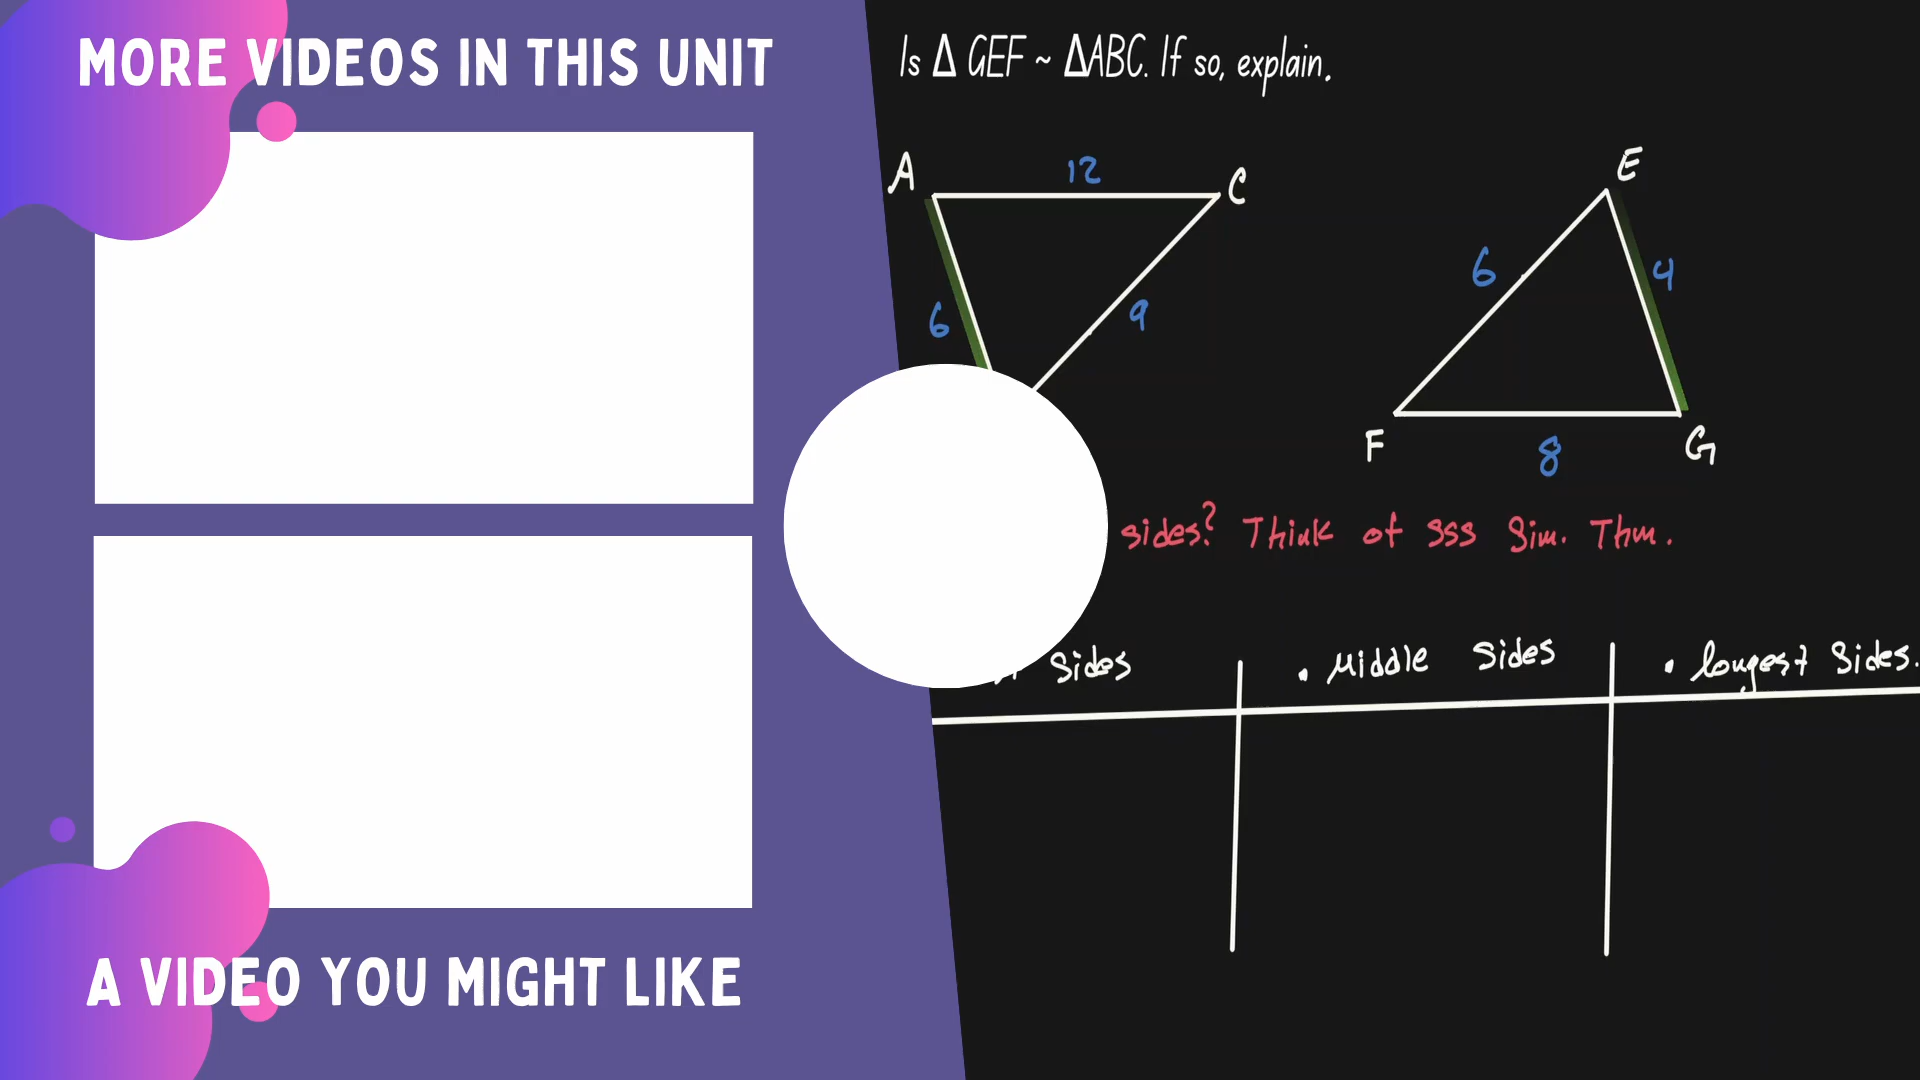 MORE VIDEOS IN THIS UNIT
Is Δ GEF ~ ΔABC. If so, explain.
A
12
C
6
9
E
6
4
F
8
G
sides? Think of SSS Sim. Thm.
Sides
• Middle Sides
• longest Sides.
A VIDEO YOU MIGHT LIKE